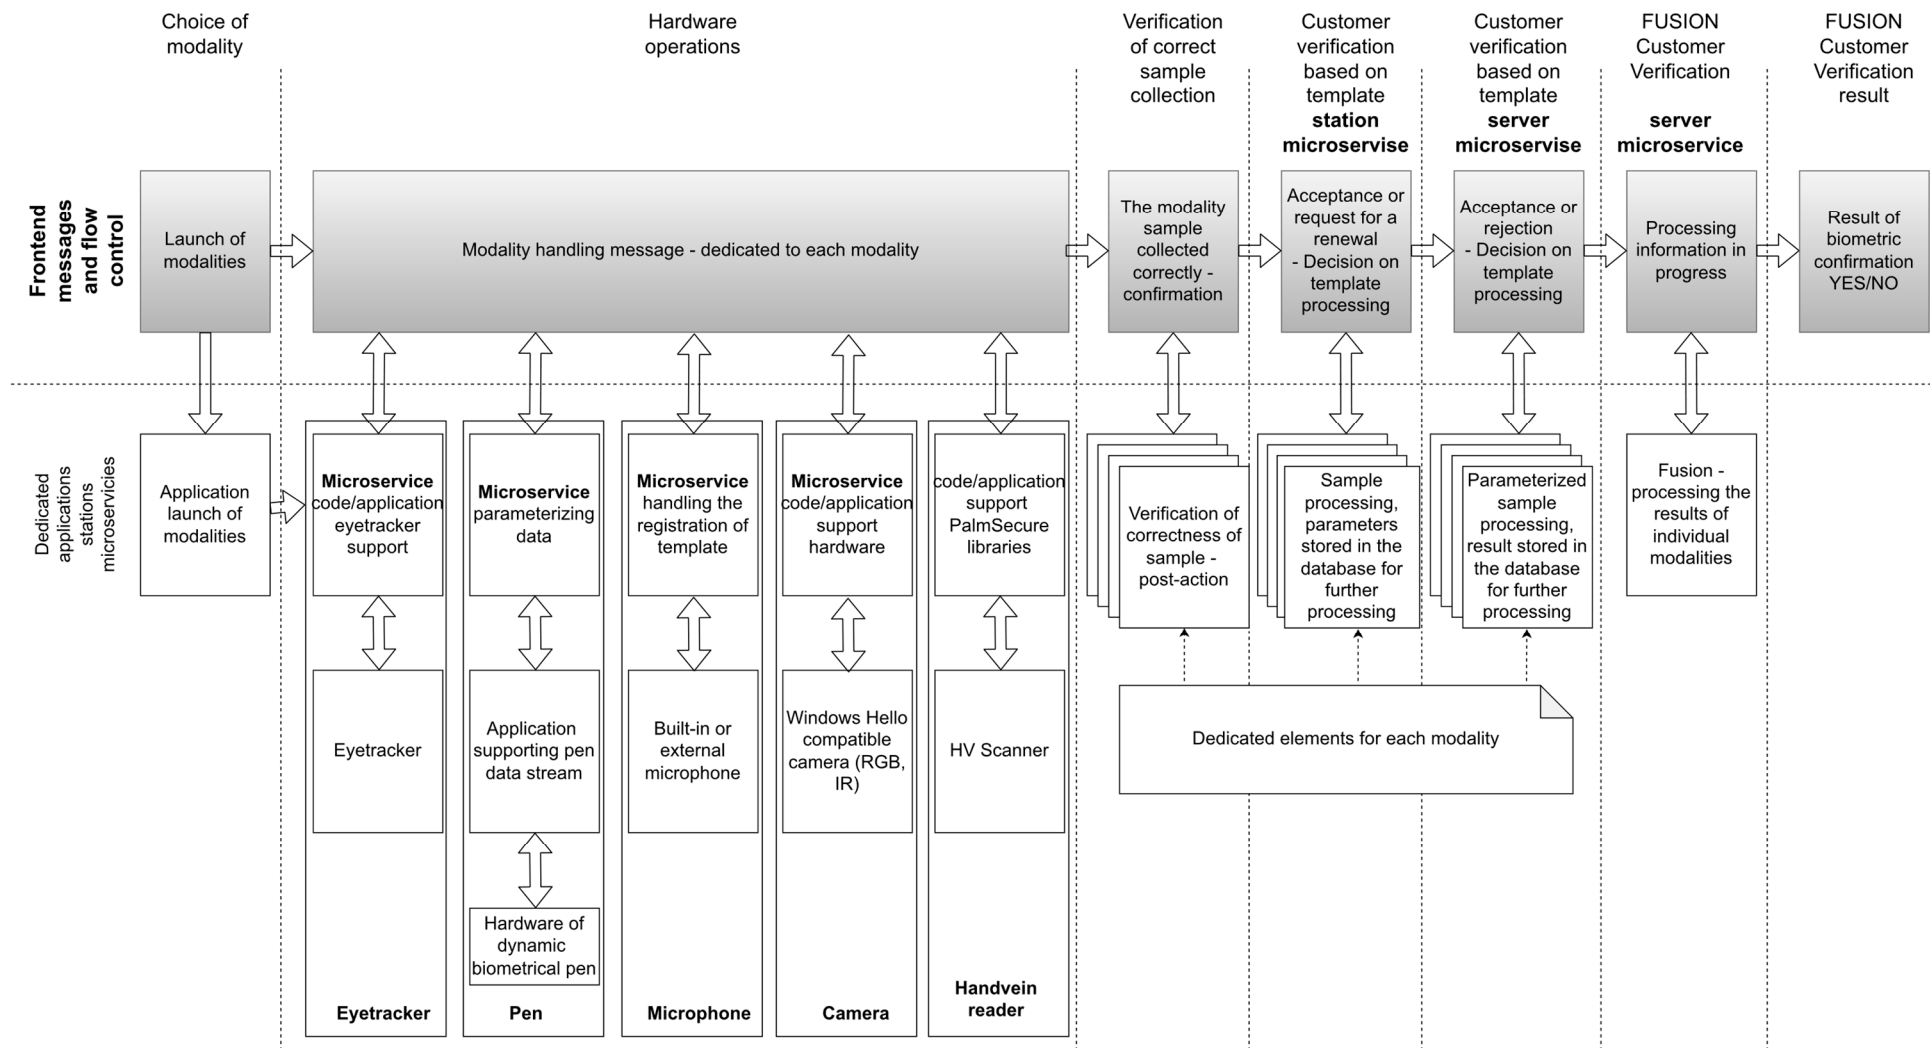 Choice of
modality
Hardware
operations
Verification
of correct
sample
collection
Customer
verification
based on
template
station
microservise
Customer
verification
based on
template
server
microservise
FUSION
Customer
Verification
server
microservice
FUSION
Customer
Verification
result
Frontend
messages
and flow
control
Launch of
modalities
Modality handling message - dedicated to each modality
The modality
sample
collected
correctly -
confirmation
Acceptance or
request for a
renewal
- Decision on
template
processing
Acceptance or
rejection
- Decision on
template
processing
Processing
information in
progress
Result of
biometric
confirmation
YES/NO
Dedicated
applications
stations
microservicies
Application
launch of
modalities
Microservice
code/application
eyetracker
support
Microservice
parameterizing
data
Microservice
handling the
registration of
template
Microservice
code/application
support
hardware
code/application
support
PalmSecure
libraries
Verification of
correctness of
sample -
post-action
Sample
processing,
parameters
stored in the
database for
further
processing
Parameterized
sample
processing,
result stored in
the database
for further
processing
Fusion -
processing the
results of
individual
modalities
Eyetracker
Application
supporting pen
data stream
Built-in or
external
microphone
Windows Hello
compatible
camera (RGB,
IR)
HV Scanner
Dedicated elements for each modality
Hardware of
dynamic
biometrical pen
Eyetracker
Pen
Microphone
Camera
Handvein
reader